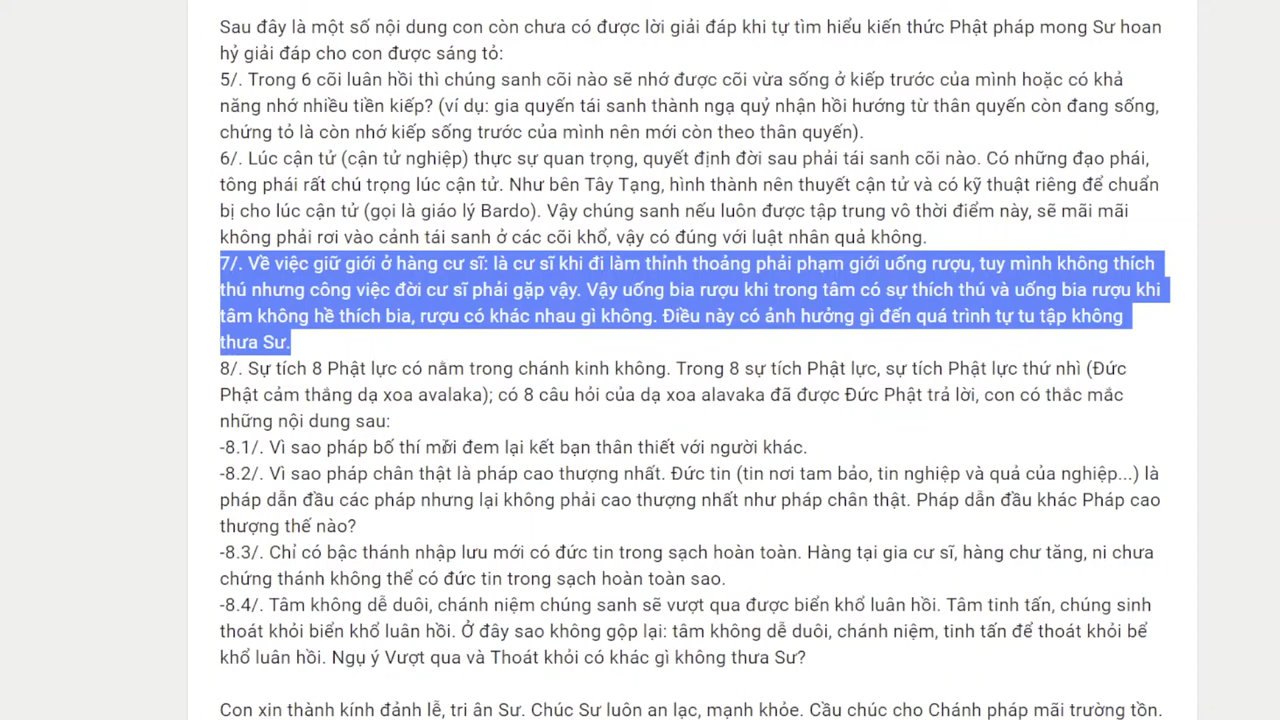 Sau đây là một số nội dung con còn chưa có được lời giải đáp khi tự tìm hiểu kiến thức Phật pháp mong Sư hoan
hỷ giải đáp cho con được sáng tỏ:
5/. Trong 6 cõi luân hồi thì chúng sanh cõi nào sẽ nhớ được cõi vừa sống ở kiếp trước của mình hoặc có khả
năng nhớ nhiều tiền kiếp? (ví dụ: gia quyến tái sanh thành ngạ quỷ nhận hồi hướng từ thân quyến còn đang sống,
chứng tỏ là còn nhớ kiếp sống trước của mình nên mới còn theo thân quyến).
6/. Lúc cận tử (cận tử nghiệp) thực sự quan trọng, quyết định đời sau phải tái sanh cõi nào. Có những đạo phái,
tông phái rất chú trọng lúc cận tử. Như bên Tây Tạng, hình thành nên thuyết cận tử và có kỹ thuật riêng để chuẩn
bị cho lúc cận tử (gọi là giáo lý Bardo). Vậy chúng sanh nếu luôn được tập trung vô thời điểm này, sẽ mãi mãi
không phải rơi vào cảnh tái sanh ở các cõi khổ, vậy có đúng với luật nhân quả không.
7/. Về việc giữ giới ở hàng cư sĩ: là cư sĩ khi đi làm thỉnh thoảng phải phạm giới uống rượu, tuy mình không thích
thú nhưng công việc đời cư sĩ phải gặp vậy. Vậy uống bia rượu khi trong tâm có sự thích thú và uống bia rượu khi
tâm không hề thích bia, rượu có khác nhau gì không. Điều này có ảnh hưởng gì đến quá trình tự tu tập không
thưa Sư.
8/. Sự tích 8 Phật lực có nằm trong chánh kinh không. Trong 8 sự tích Phật lực, sự tích Phật lực thứ nhì (Đức
Phật cảm thắng dạ xoa avalaka); có 8 câu hỏi của dạ xoa alavaka đã được Đức Phật trả lời, con có thắc mắc
những nội dung sau:
-8.1/. Vì sao pháp bố thí mới đem lại kết bạn thân thiết với người khác.
-8.2/. Vì sao pháp chân thật là pháp cao thượng nhất. Đức tin (tin nơi tam bảo, tin nghiệp và quả của nghiệp...) là
pháp dẫn đầu các pháp nhưng lại không phải cao thượng nhất như pháp chân thật. Pháp dẫn đầu khác Pháp cao
thượng thế nào?
-8.3/. Chỉ có bậc thánh nhập lưu mới có đức tin trong sạch hoàn toàn. Hàng tại gia cư sĩ, hàng chư tăng, ni chưa
chứng thánh không thể có đức tin trong sạch hoàn toàn sao.
-8.4/. Tâm không dễ duôi, chánh niệm chúng sanh sẽ vượt qua được biển khổ luân hồi. Tâm tinh tấn, chúng sinh
thoát khỏi biển khổ luân hồi. Ở đây sao không gộp lại: tâm không dễ duôi, chánh niệm, tinh tấn để thoát khỏi bể
khổ luân hồi. Ngụ ý Vượt qua và Thoát khỏi có khác gì không thưa Sư?
Con xin thành kính đảnh lễ, tri ân Sư. Chúc Sư luôn an lạc, mạnh khỏe. Cầu chúc cho Chánh pháp mãi trường tồn.